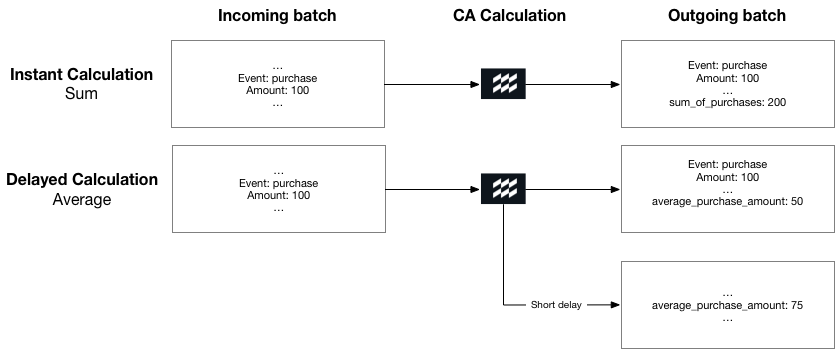 Incoming batch
CA Calculation
Outgoing batch
Instant Calculation
Sum
...
Event: purchase
Amount: 100
...
Event: purchase
Amount: 100
...
sum_of_purchases: 200
Delayed Calculation
Average
...
Event: purchase
Amount: 100
...
Event: purchase
Amount: 100
...
average_purchase_amount: 50
Short delay
...
average_purchase_amount: 75
...